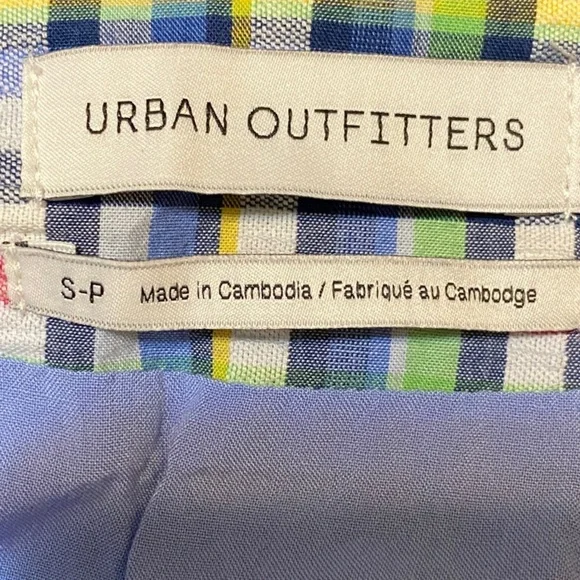 URBAN OUTFITTERS
S-P Made in Cambodia / Fabriqué au Cambodge